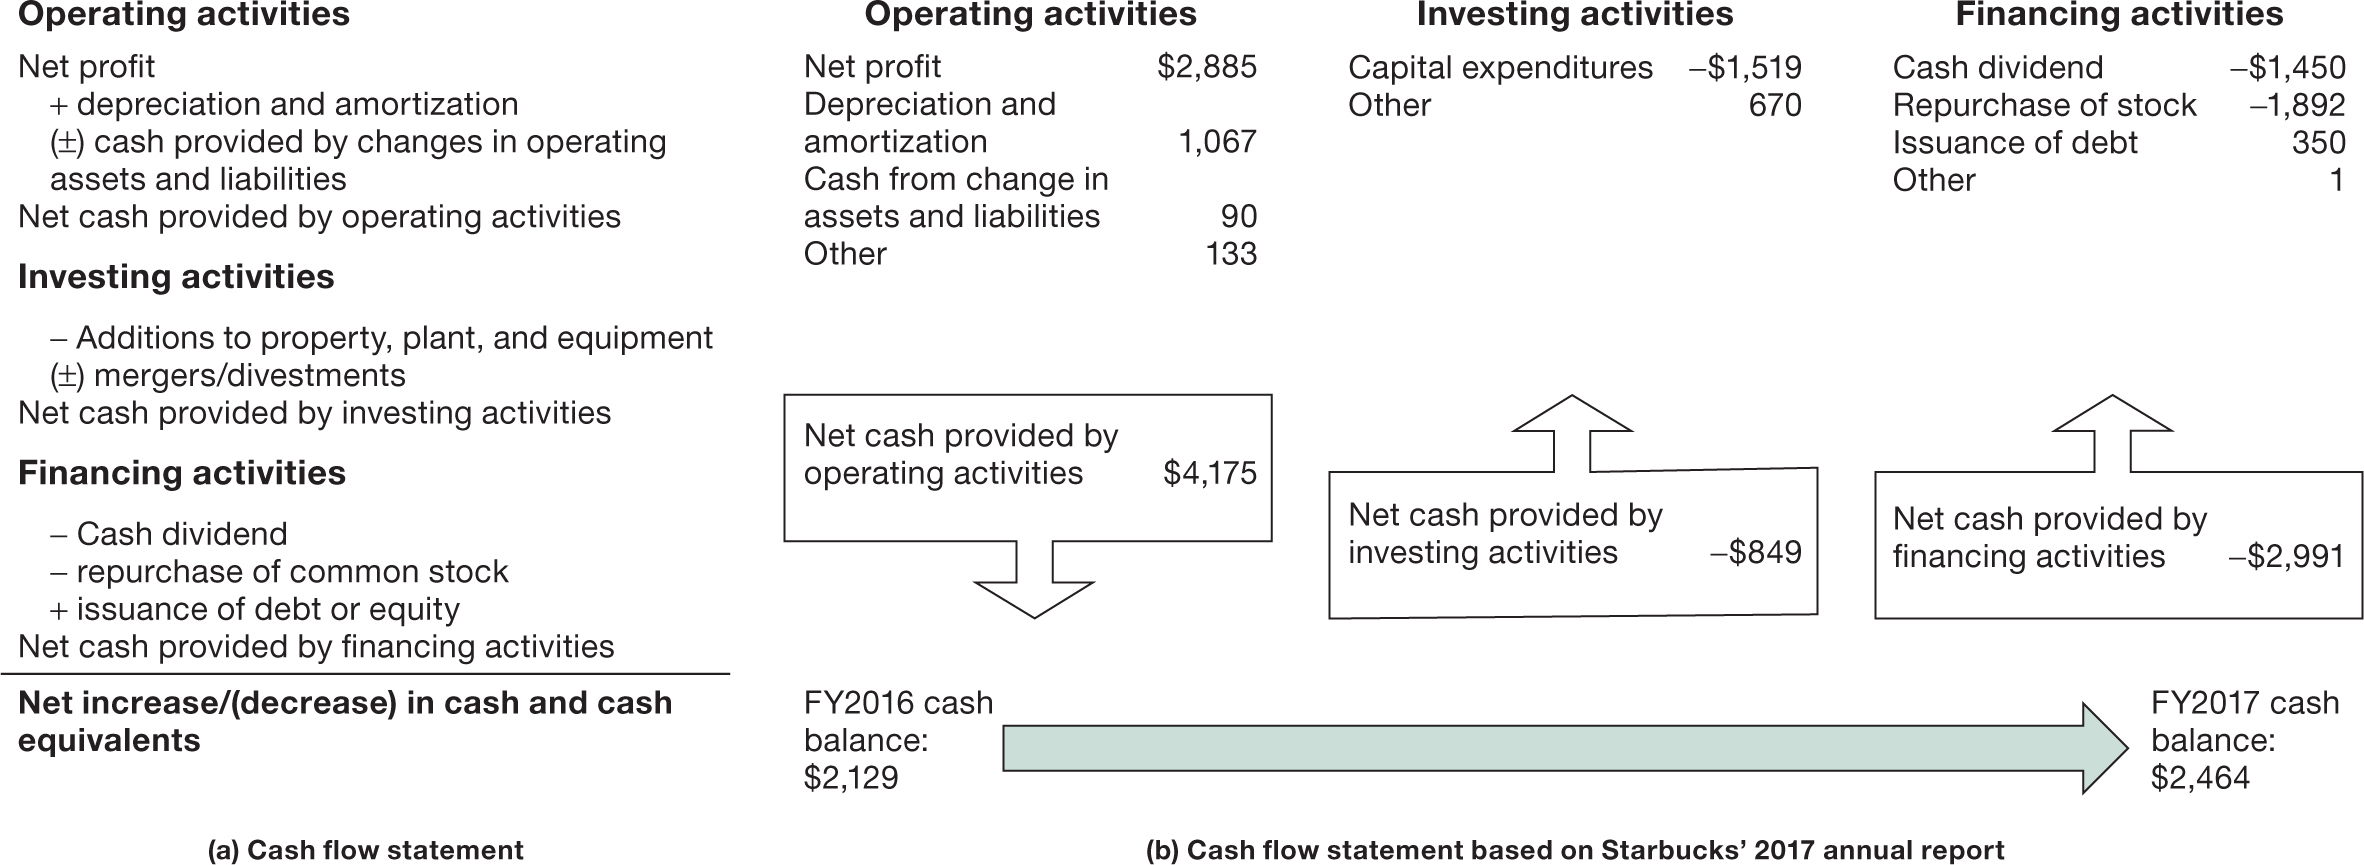 Operating activities
Net profit
+ depreciation and amortization
(±) cash provided by changes in operating
assets and liabilities
Net cash provided by operating activities
Investing activities
– Additions to property, plant, and equipment
(±) mergers/divestments
Net cash provided by investing activities
Financing activities
– Cash dividend
– repurchase of common stock
+ issuance of debt or equity
Net cash provided by financing activities
Net increase/(decrease) in cash and cash
equivalents
(a) Cash flow statement
Operating activities
Net profit $2,885
Depreciation and
amortization 1,067
Cash from change in
assets and liabilities 90
Other 133
Net cash provided by
operating activities $4,175
Investing activities
Capital expenditures –$1,519
Other 670
Net cash provided by
investing activities –$849
Financing activities
Cash dividend –$1,450
Repurchase of stock –1,892
Issuance of debt 350
Other 1
Net cash provided by
financing activities –$2,991
FY2016 cash
balance:
$2,129
FY2017 cash
balance:
$2,464
(b) Cash flow statement based on Starbucks’ 2017 annual report